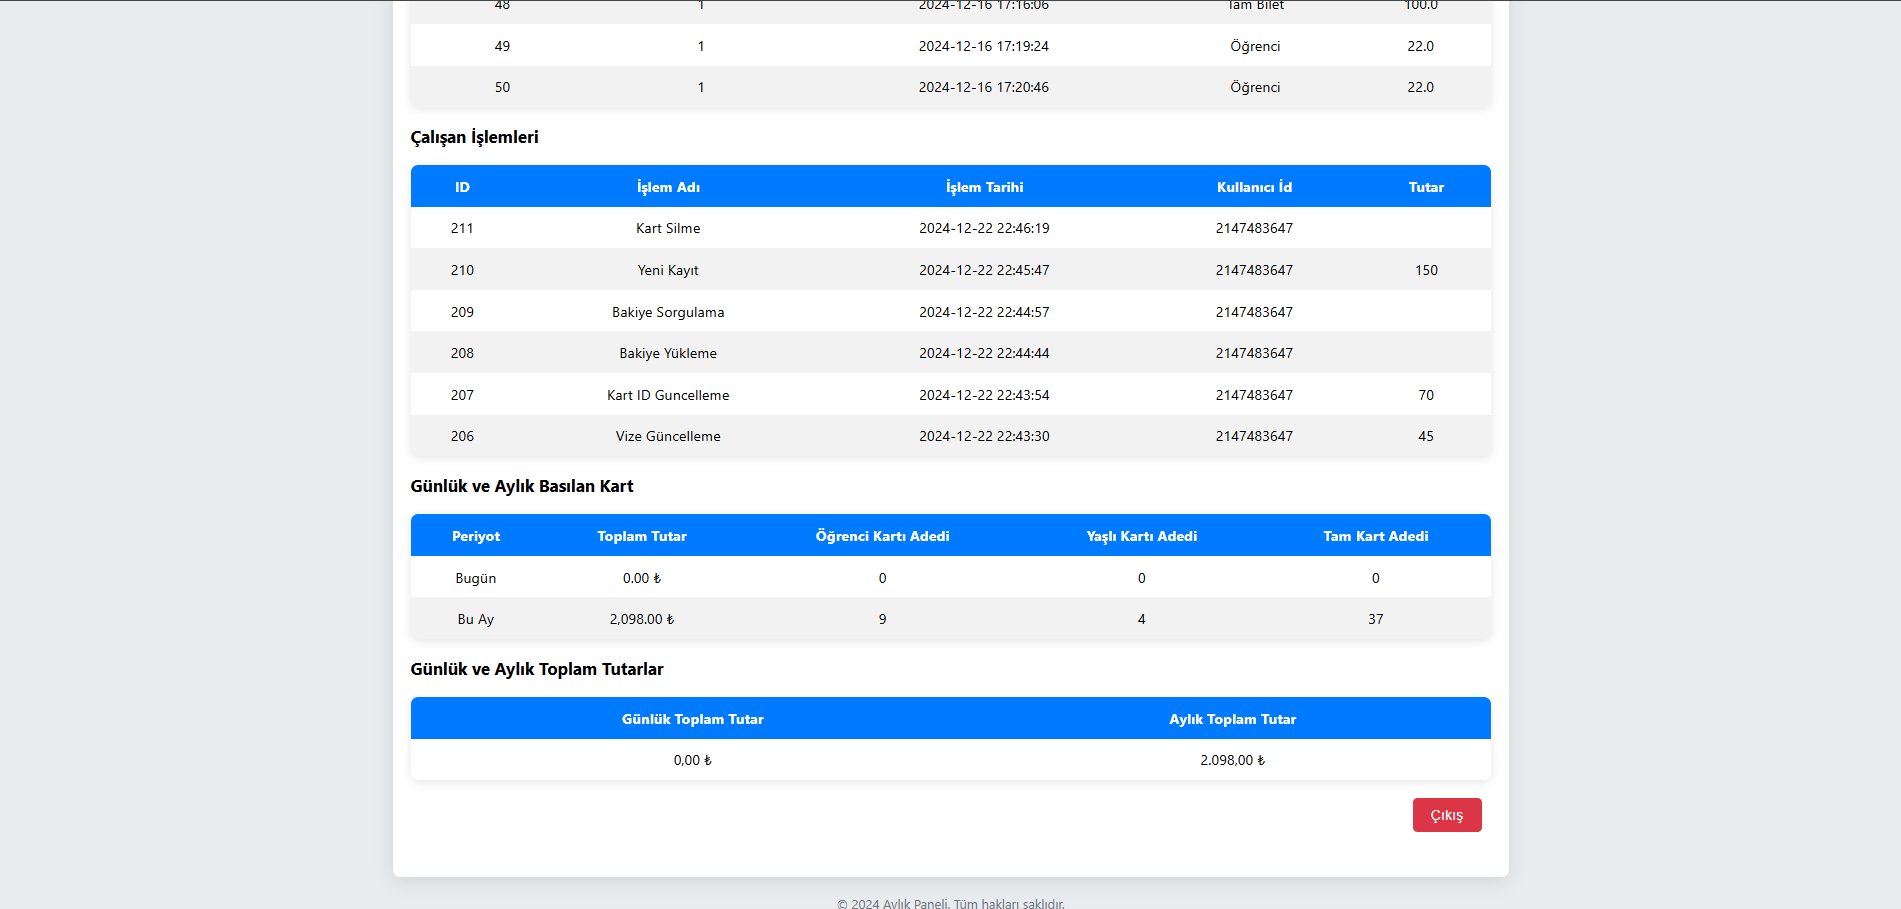 48 1 2024-12-16 17:16:06 Tam Bilet 100.0
49 1 2024-12-16 17:19:24 Öğrenci 22.0
50 1 2024-12-16 17:20:46 Öğrenci 22.0
Çalışan İşlemleri
ID İşlem Adı İşlem Tarihi Kullanıcı İd Tutar
211 Kart Silme 2024-12-22 22:46:19 2147483647
210 Yeni Kayıt 2024-12-22 22:45:47 2147483647 150
209 Bakiye Sorgulama 2024-12-22 22:44:57 2147483647
208 Bakiye Yükleme 2024-12-22 22:44:44 2147483647
207 Kart ID Guncelleme 2024-12-22 22:43:54 2147483647 70
206 Vize Güncelleme 2024-12-22 22:43:30 2147483647 45
Günlük ve Aylık Basılan Kart
Periyot Toplam Tutar Öğrenci Kartı Adedi Yaşlı Kartı Adedi Tam Kart Adedi
Bugün 0.00 ₺ 0 0 0
Bu Ay 2,098.00 ₺ 9 4 37
Günlük ve Aylık Toplam Tutarlar
Günlük Toplam Tutar Aylık Toplam Tutar
0,00 ₺ 2.098,00 ₺
Çıkış
© 2024 Aylık Paneli. Tüm hakları saklıdır.